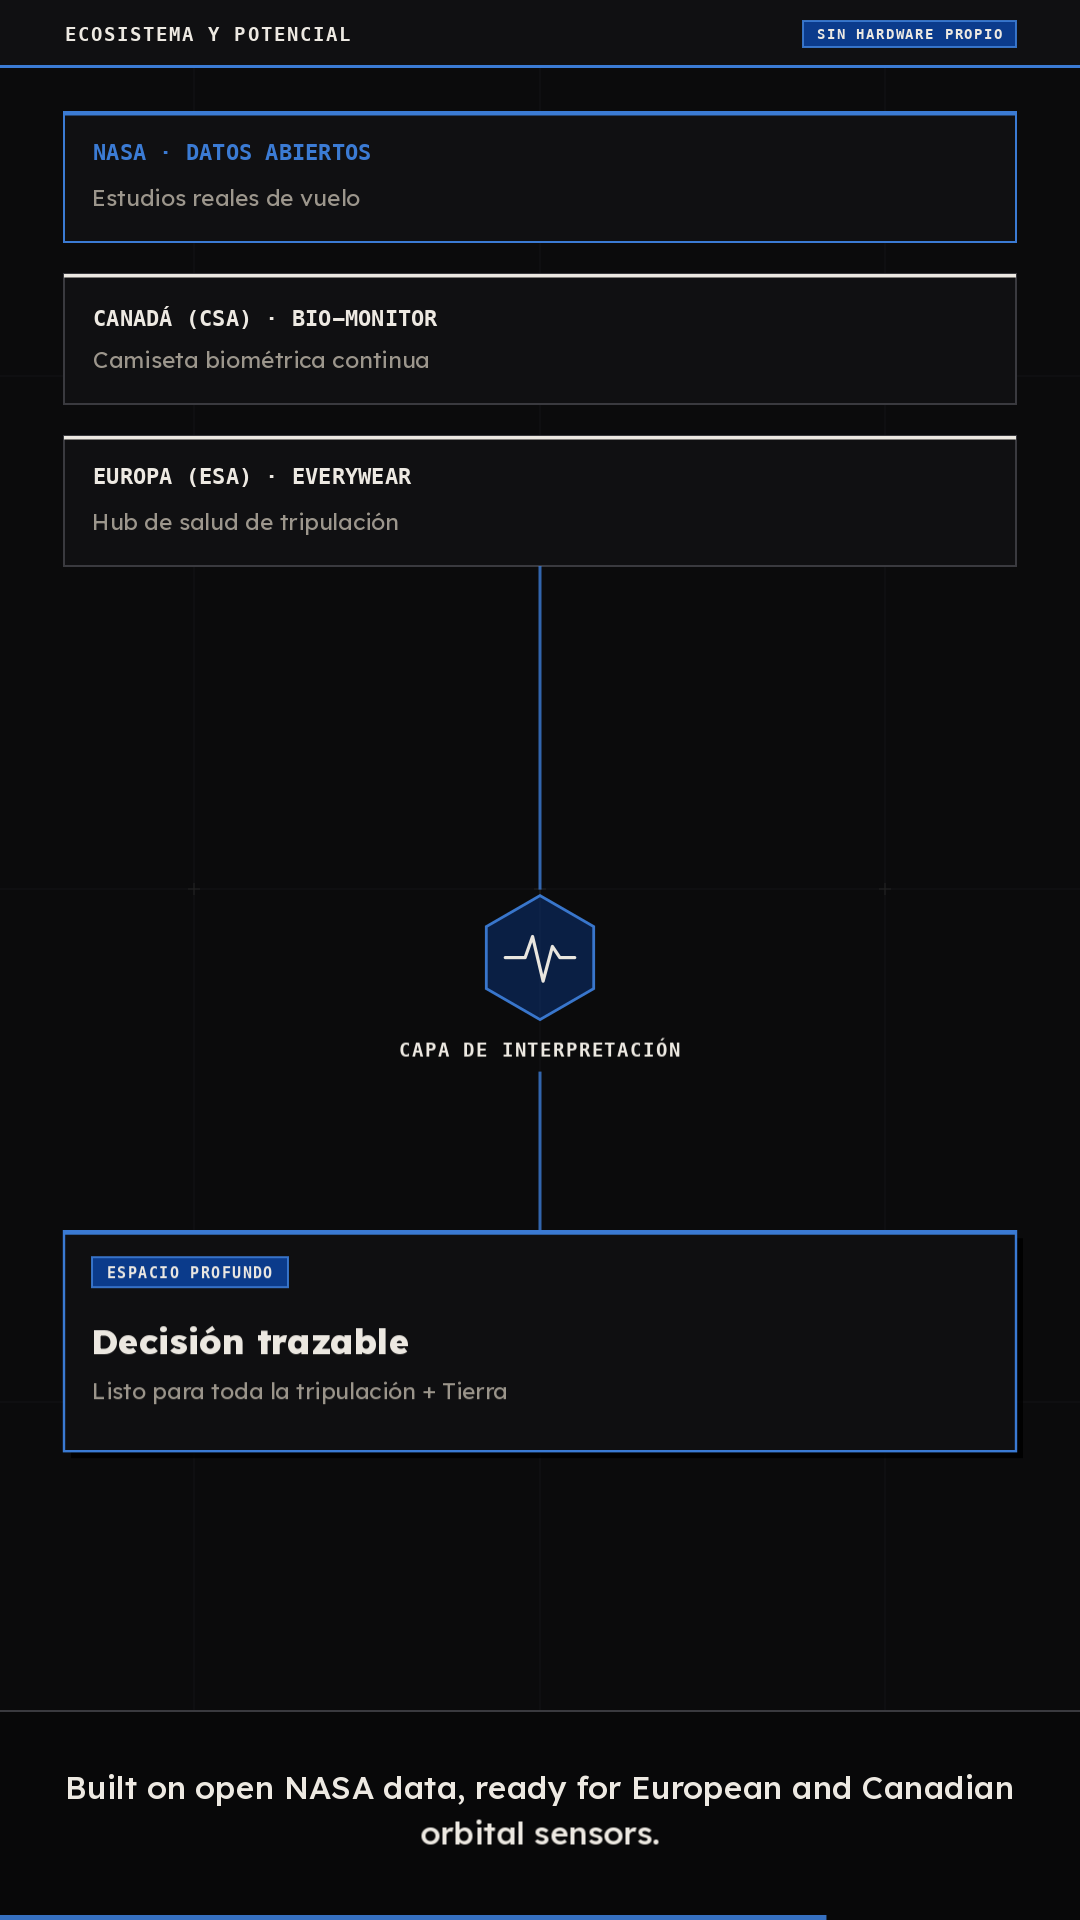 ECOSISTEMA Y POTENCIAL
SIN HARDWARE PROPIO
NASA · DATOS ABIERTOS
Estudios reales de vuelo
CANADÁ (CSA) · BIO-MONITOR
Camiseta biométrica continua
EUROPA (ESA) · EVERYWEAR
Hub de salud de tripulación
CAPA DE INTERPRETACIÓN
ESPACIO PROFUNDO
Decisión trazable
Listo para toda la tripulación + Tierra
Built on open NASA data, ready for European and Canadian
orbital sensors.